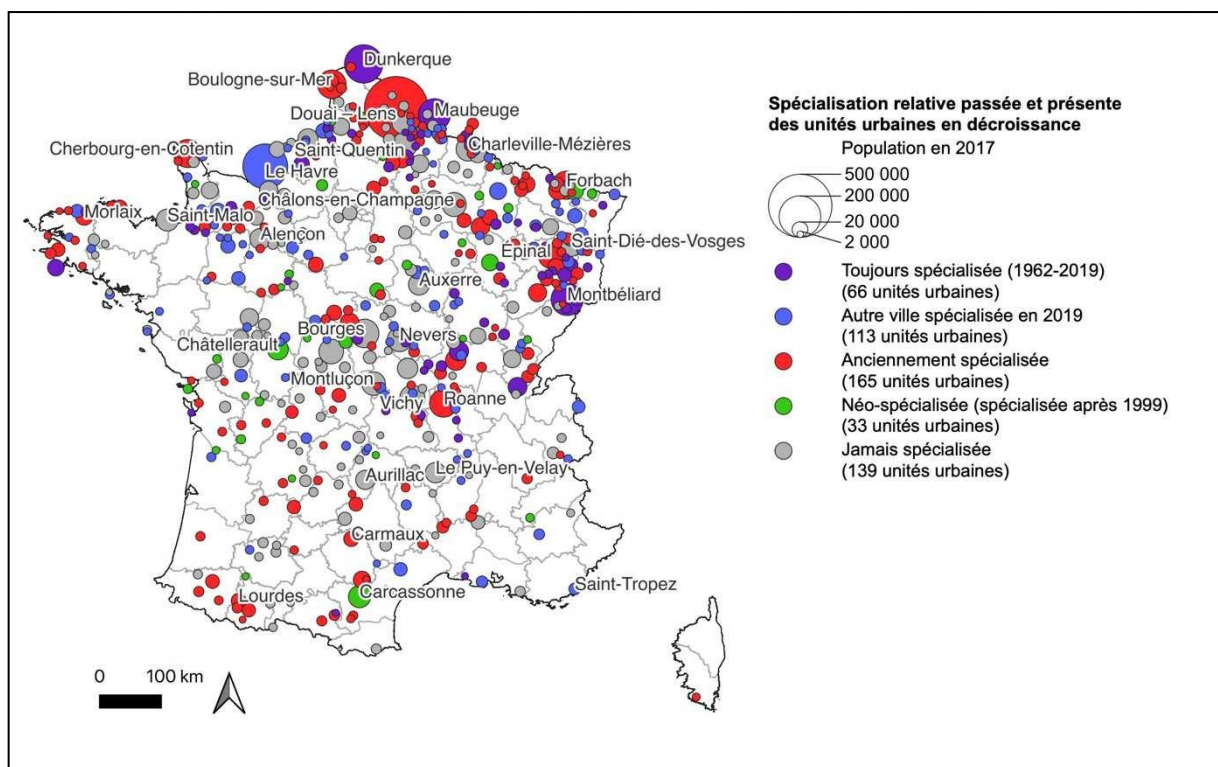 Dunkerque
Boulogne-sur-Mer
Douai – Lens
Maubeuge
Cherbourg-en-Cotentin
Saint-Quentin
Charleville-Mézières
Le Havre
Forbach
Châlons-en-Champagne
Morlaix
Saint-Malo
Alençon
Saint-Dié-des-Vosges
Épinal
Auxerre
Montbéliard
Bourges
Nevers
Châtellerault
Montluçon
Vichy
Roanne
Aurillac
Le Puy-en-Velay
Carmaux
Saint-Tropez
Lourdes
Carcassonne
0 100 km
Spécialisation relative passée et présente
des unités urbaines en décroissance
Population en 2017
500 000
200 000
20 000
2 000
Toujours spécialisée (1962-2019)
(66 unités urbaines)
Autre ville spécialisée en 2019
(113 unités urbaines)
Anciennement spécialisée
(165 unités urbaines)
Néo-spécialisée (spécialisée après 1999)
(33 unités urbaines)
Jamais spécialisée
(139 unités urbaines)